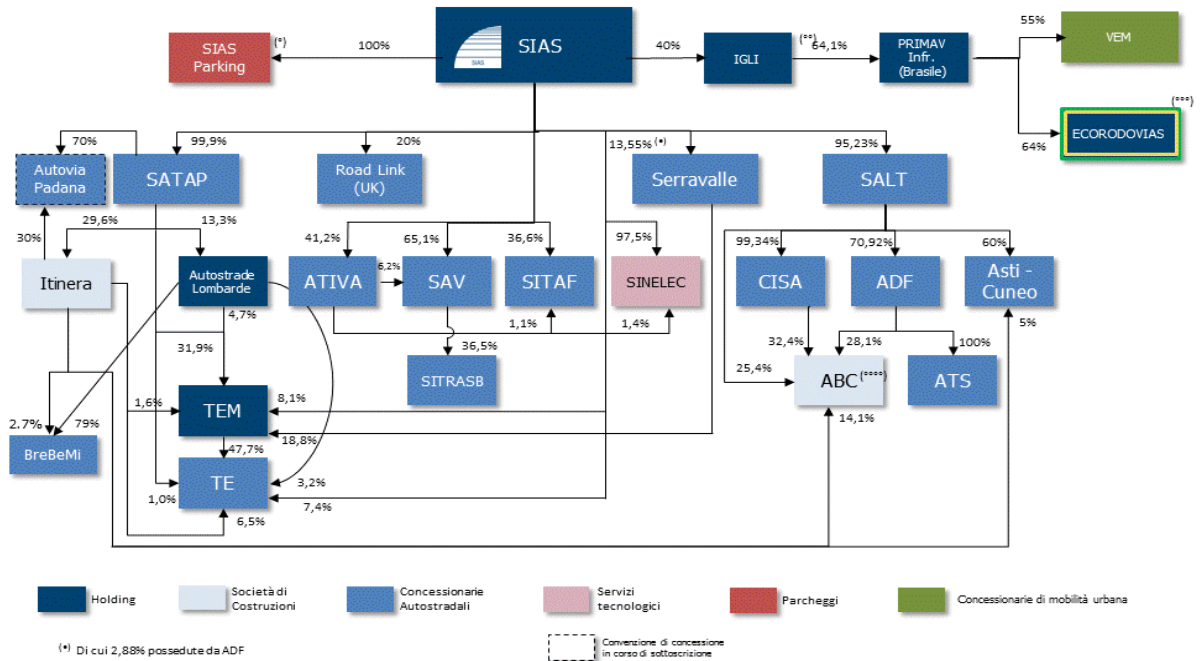 SIAS
Parking
(°)
100%
SIAS
SIAS
40%
IGLI
(°°)
64,1%
PRIMAV
Infr.
(Brasile)
55%
VEM
64%
ECORODOVIAS
(°°°)
70%
99,9%
20%
13,55% (•)
95,23%
Autovia
Padana
SATAP
Road Link
(UK)
Serravalle
SALT
30%
29,6%
13,3%
41,2%
65,1%
36,6%
97,5%
99,34%
70,92%
60%
Itinera
Autostrade
Lombarde
ATIVA
6,2%
SAV
SITAF
SINELEC
CISA
ADF
Asti -
Cuneo
4,7%
1,1%
1,4%
5%
31,9%
36,5%
32,4%
28,1%
100%
25,4%
SITRASB
ABC(°°°°)
ATS
1,6%
TEM
8,1%
14,1%
2.7%
79%
18,8%
BreBeMi
47,7%
TE
1,0%
3,2%
7,4%
6,5%
Holding
Società di
Costruzioni
Concessionarie
Autostradali
Servizi
tecnologici
Parcheggi
Concessionarie di mobilità urbana
(•) Di cui 2,88% possedute da ADF
Convenzione di concessione
in corso di sottoscrizione